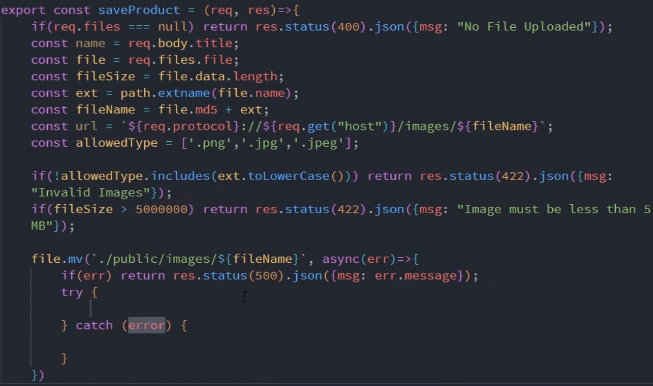 export const saveProduct = (req, res)=>{
if(req.files === null) return res.status(400).json({msg: "No File Uploaded"});
const name = req.body.title;
const file = req.files.file;
const fileSize = file.data.length;
const ext = path.extname(file.name);
const fileName = file.md5 + ext;
const url = `${req.protocol}://${req.get("host")}/images/${fileName}`;
const allowedType = ['.png','.jpg','.jpeg'];
if(!allowedType.includes(ext.toLowerCase())) return res.status(422).json({msg:
"Invalid Images"});
if(fileSize > 5000000) return res.status(422).json({msg: "Image must be less than 5
MB"});
file.mv(`./public/images/${fileName}`, async(err)=>{
if(err) return res.status(500).json({msg: err.message});
try {
} catch (error) {
}
})